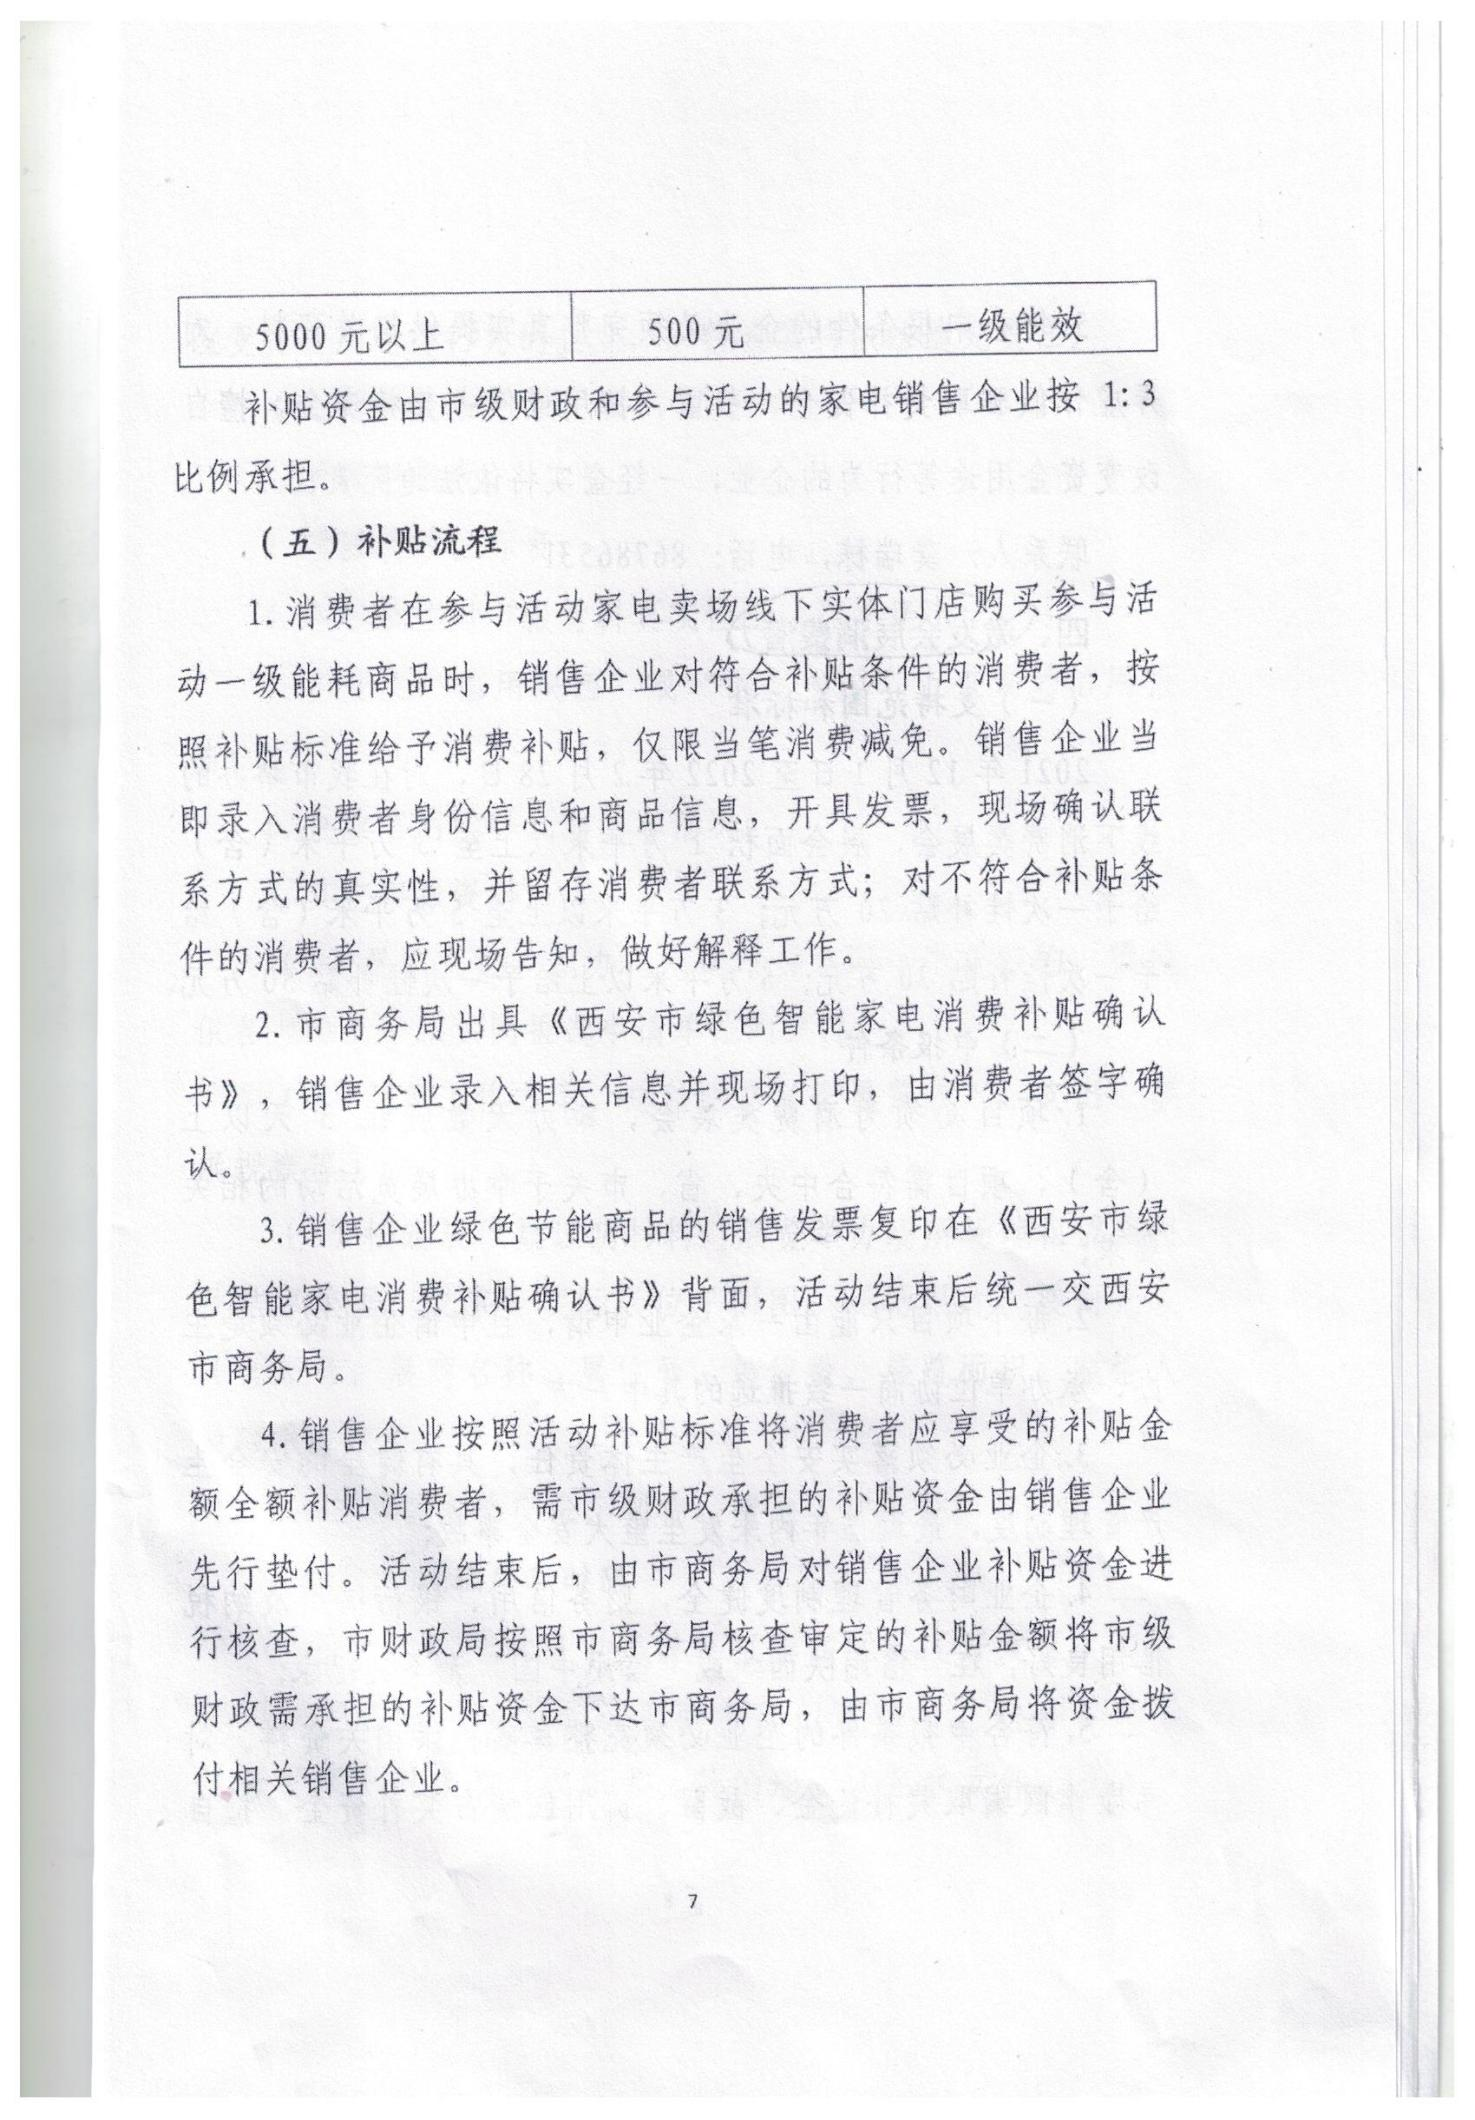 5000 元以上 500 元 一级能效
补贴资金由市级财政和参与活动的家电销售企业按 1:3
比例承担。
（五）补贴流程
1.消费者在参与活动家电卖场线下实体门店购买参与活
动一级能耗商品时，销售企业对符合补贴条件的消费者，按
照补贴标准给予消费补贴，仅限当笔消费减免。销售企业当
即录入消费者身份信息和商品信息，开具发票，现场确认联
系方式的真实性，并留存消费者联系方式；对不符合补贴条
件的消费者，应现场告知，做好解释工作。
2.市商务局出具《西安市绿色智能家电消费补贴确认
书》，销售企业录入相关信息并现场打印，由消费者签字确
认。
3.销售企业绿色节能商品的销售发票复印在《西安市绿
色智能家电消费补贴确认书》背面，活动结束后统一交西安
市商务局。
4.销售企业按照活动补贴标准将消费者应享受的补贴金
额全额补贴消费者，需市级财政承担的补贴资金由销售企业
先行垫付。活动结束后，由市商务局对销售企业补贴资金进
行核查，市财政局按照市商务局核查审定的补贴金额将市级
财政需承担的补贴资金下达市商务局，由市商务局将资金拨
付相关销售企业。
7